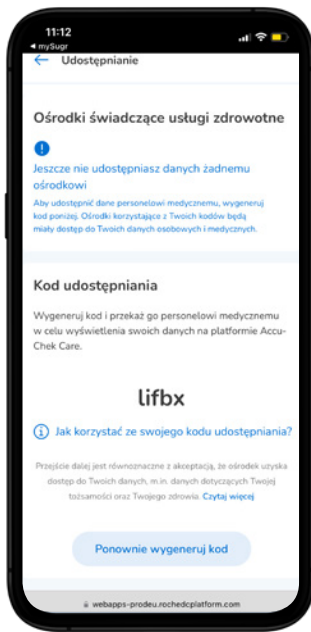 11:12
mySugr
Udostępnianie
Ośrodki świadczące usługi zdrowotne
Jeszcze nie udostępniasz danych żadnemu
ośrodkowi
Aby udostępnić dane personelowi medycznemu, wygeneruj
kod poniżej. Ośrodki korzystające z Twoich kodów będą
miały dostęp do Twoich danych osobowych i medycznych.
Kod udostępniania
Wygeneruj kod i przekaż go personelowi medycznemu
w celu wyświetlenia swoich danych na platformie Accu-
Chek Care.
lifbx
Jak korzystać ze swojego kodu udostępniania?
Przejście dalej jest równoznaczne z akceptacją, że ośrodek uzyska
dostęp do Twoich danych, m.in. danych dotyczących Twojej
tożsamości oraz Twojego zdrowia. Czytaj więcej
Ponownie wygeneruj kod
webapps-prodeu.rochedcplatform.com